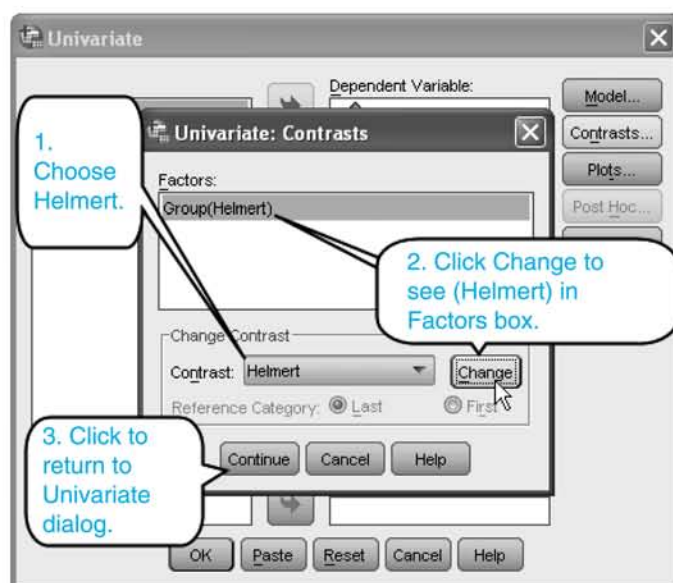 Univariate
Dependent Variable:
Model...
Contrasts...
Plots...
Post Hoc...
1.
Choose
Helmert.
Univariate: Contrasts
Factors:
Group(Helmert)
2. Click Change to
see (Helmert) in
Factors box.
Change Contrast
Contrast: Helmert
Change
Reference Category: Last First
3. Click to
return to
Univariate
dialog.
Continue Cancel Help
OK Paste Reset Cancel Help